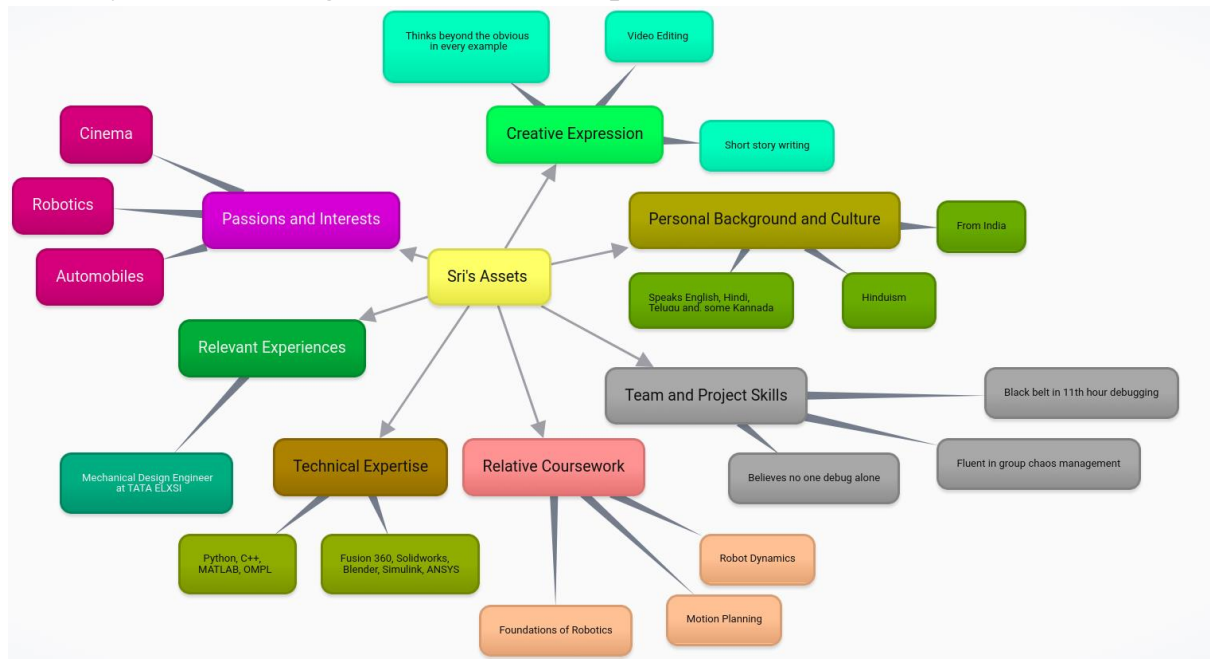 Thinks beyond the obvious
in every example
Video Editing
Creative Expression
Short story writing
Cinema
Robotics
Automobiles
Passions and Interests
Personal Background and Culture
From India
Speaks English, Hindi,
Telugu and, some Kannada
Hinduism
Sri's Assets
Relevant Experiences
Mechanical Design Engineer
at TATA ELXSI
Team and Project Skills
Black belt in 11th hour debugging
Fluent in group chaos management
Believes no one debug alone
Technical Expertise
Python, C++,
MATLAB, OMPL
Fusion 360, Solidworks,
Blender, Simulink, ANSYS
Relative Coursework
Robot Dynamics
Motion Planning
Foundations of Robotics